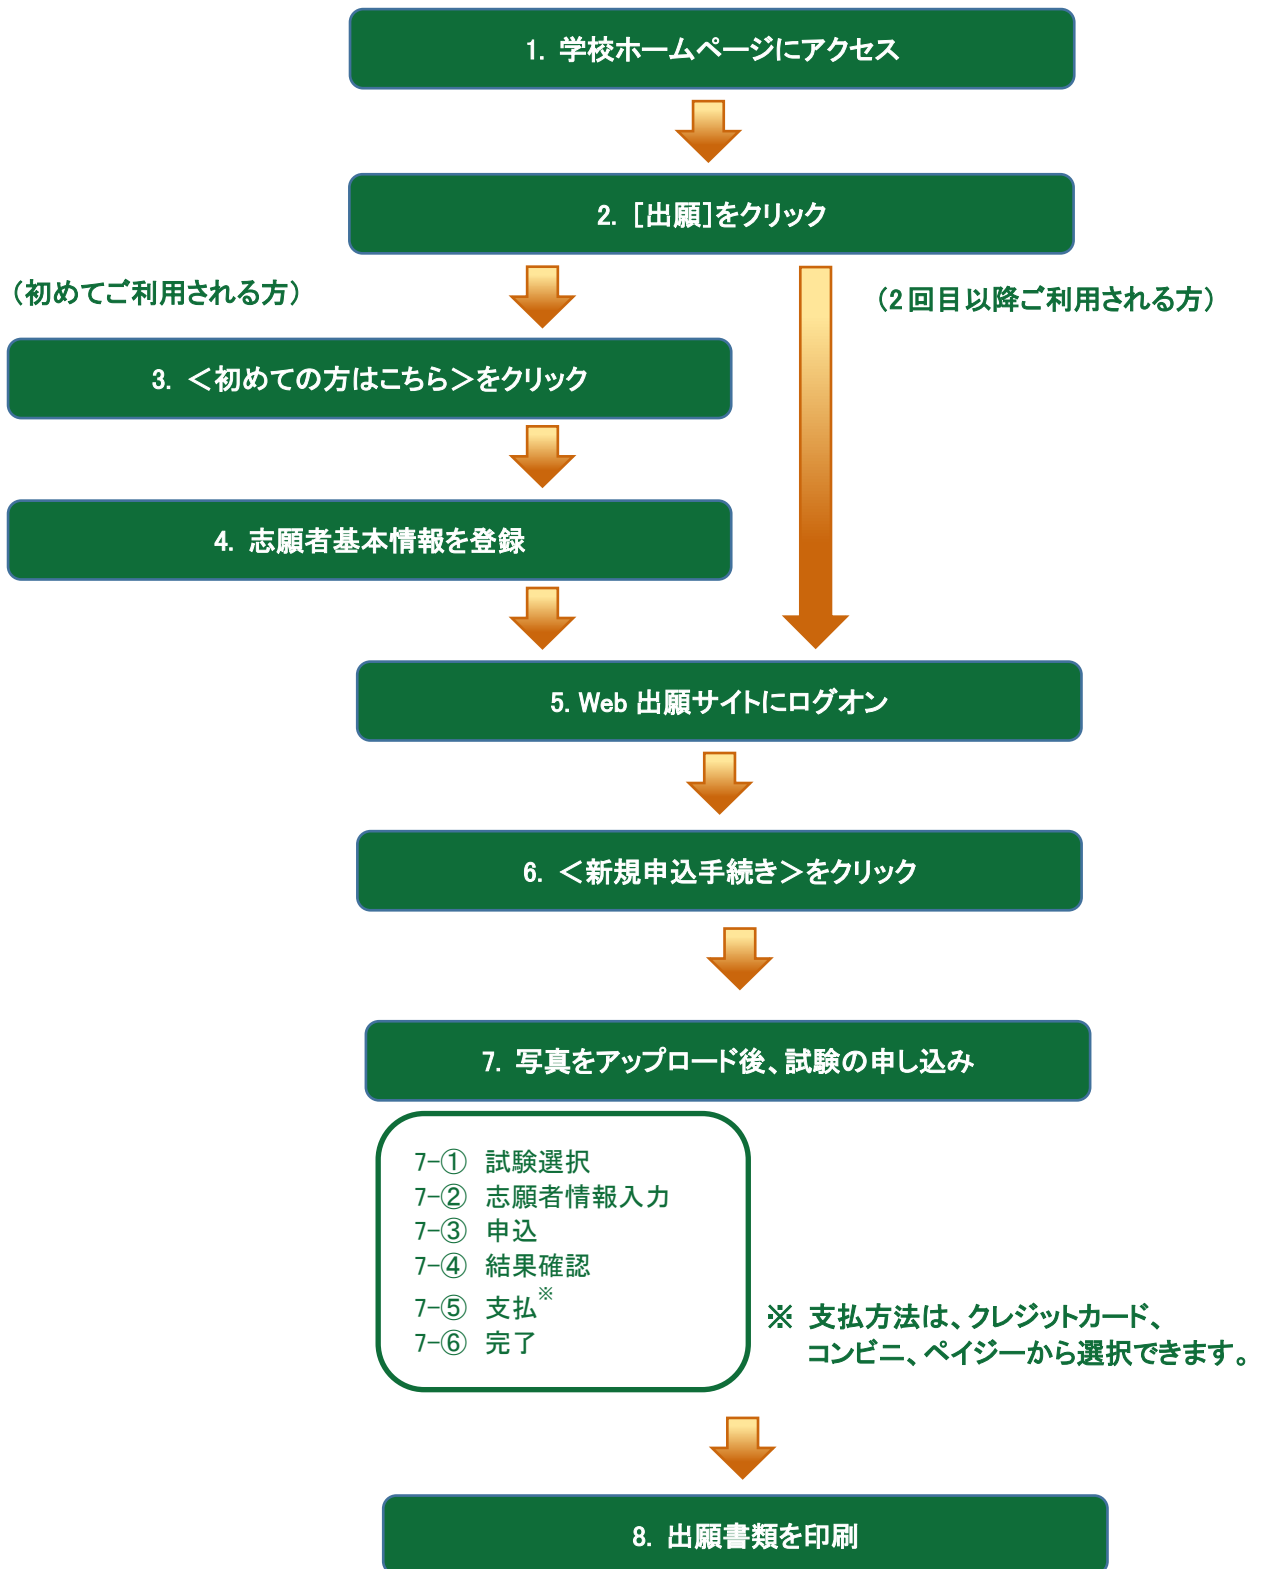 1. 学校ホームページにアクセス
2. [出願]をクリック
（初めてご利用される方）
（2回目以降ご利用される方）
3. ＜初めての方はこちら＞をクリック
4. 志願者基本情報を登録
5. Web 出願サイトにログオン
6. ＜新規申込手続き＞をクリック
7. 写真をアップロード後、試験の申し込み
7-① 試験選択
7-② 志願者情報入力
7-③ 申込
7-④ 結果確認
7-⑤ 支払※
7-⑥ 完了
※ 支払方法は、クレジットカード、
コンビニ、ペイジーから選択できます。
8. 出願書類を印刷